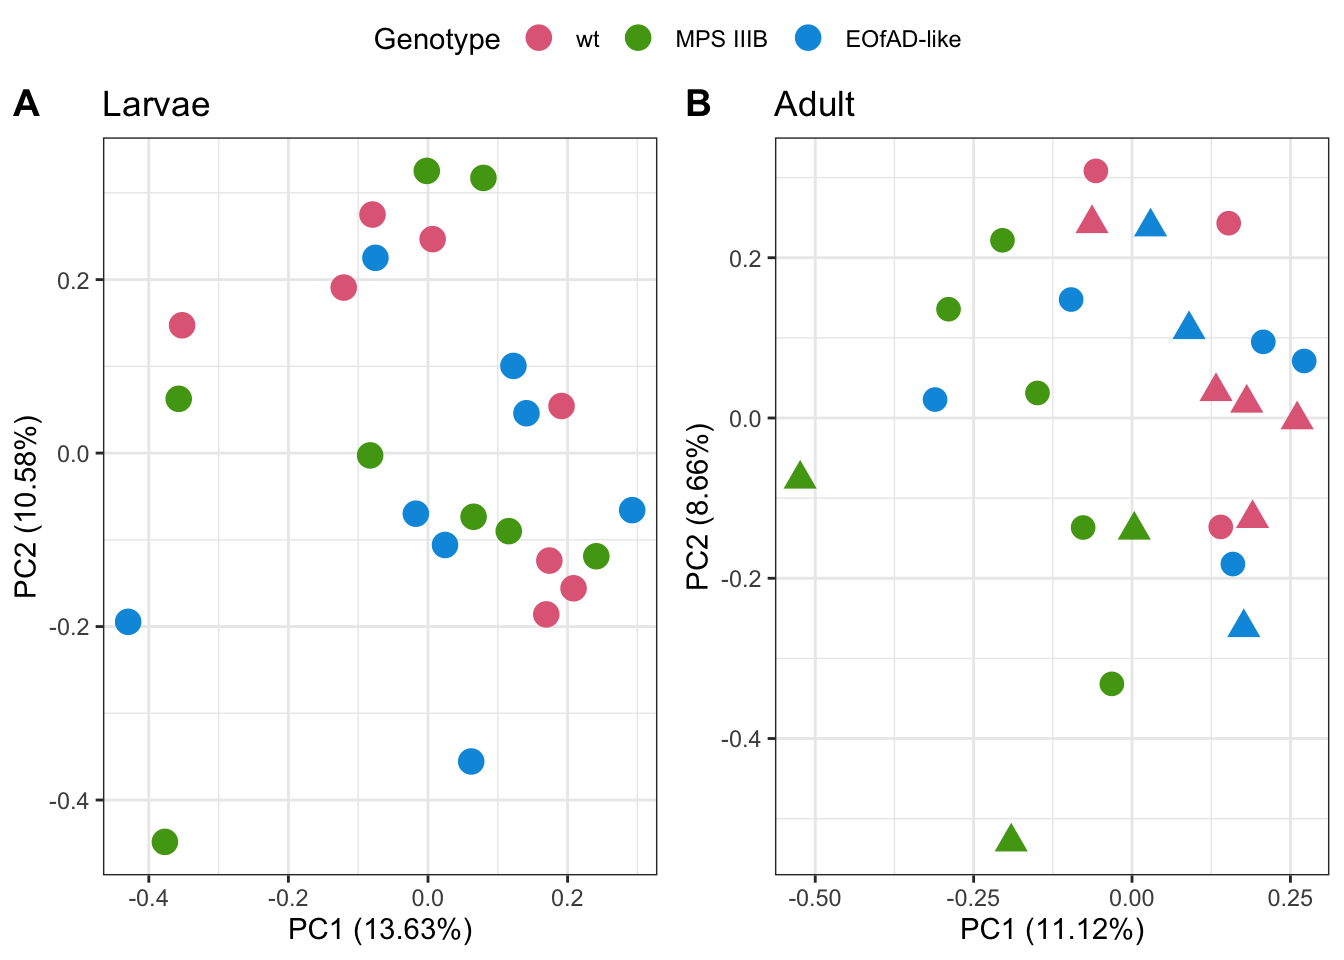 Genotype wt MPS IIIB EOfAD-like
A Larvae
B Adult
PC2 (10.58%)
0.2
0.0
-0.2
-0.4
-0.4 -0.2 0.0 0.2
PC1 (13.63%)
PC2 (8.66%)
0.2
0.0
-0.2
-0.4
-0.50 -0.25 0.00 0.25
PC1 (11.12%)